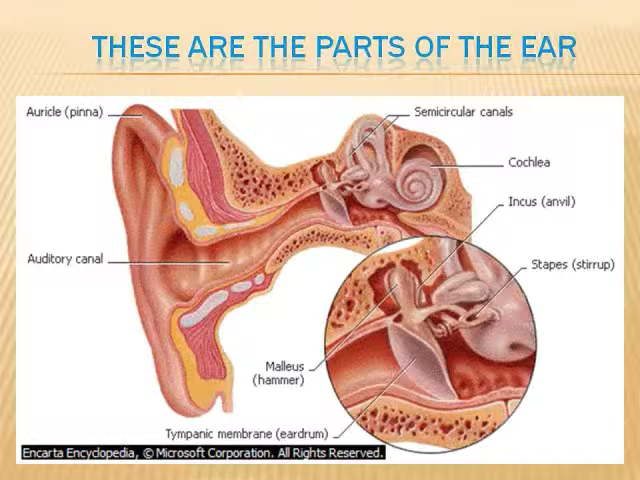 THESE ARE THE PARTS OF THE EAR
Auricle (pinna)
Semicircular canals
Cochlea
Incus (anvil)
Auditory canal
Stapes (stirrup)
Malleus
(hammer)
Tympanic membrane (eardrum)
Encarta Encyclopedia, © Microsoft Corporation. All Rights Reserved.